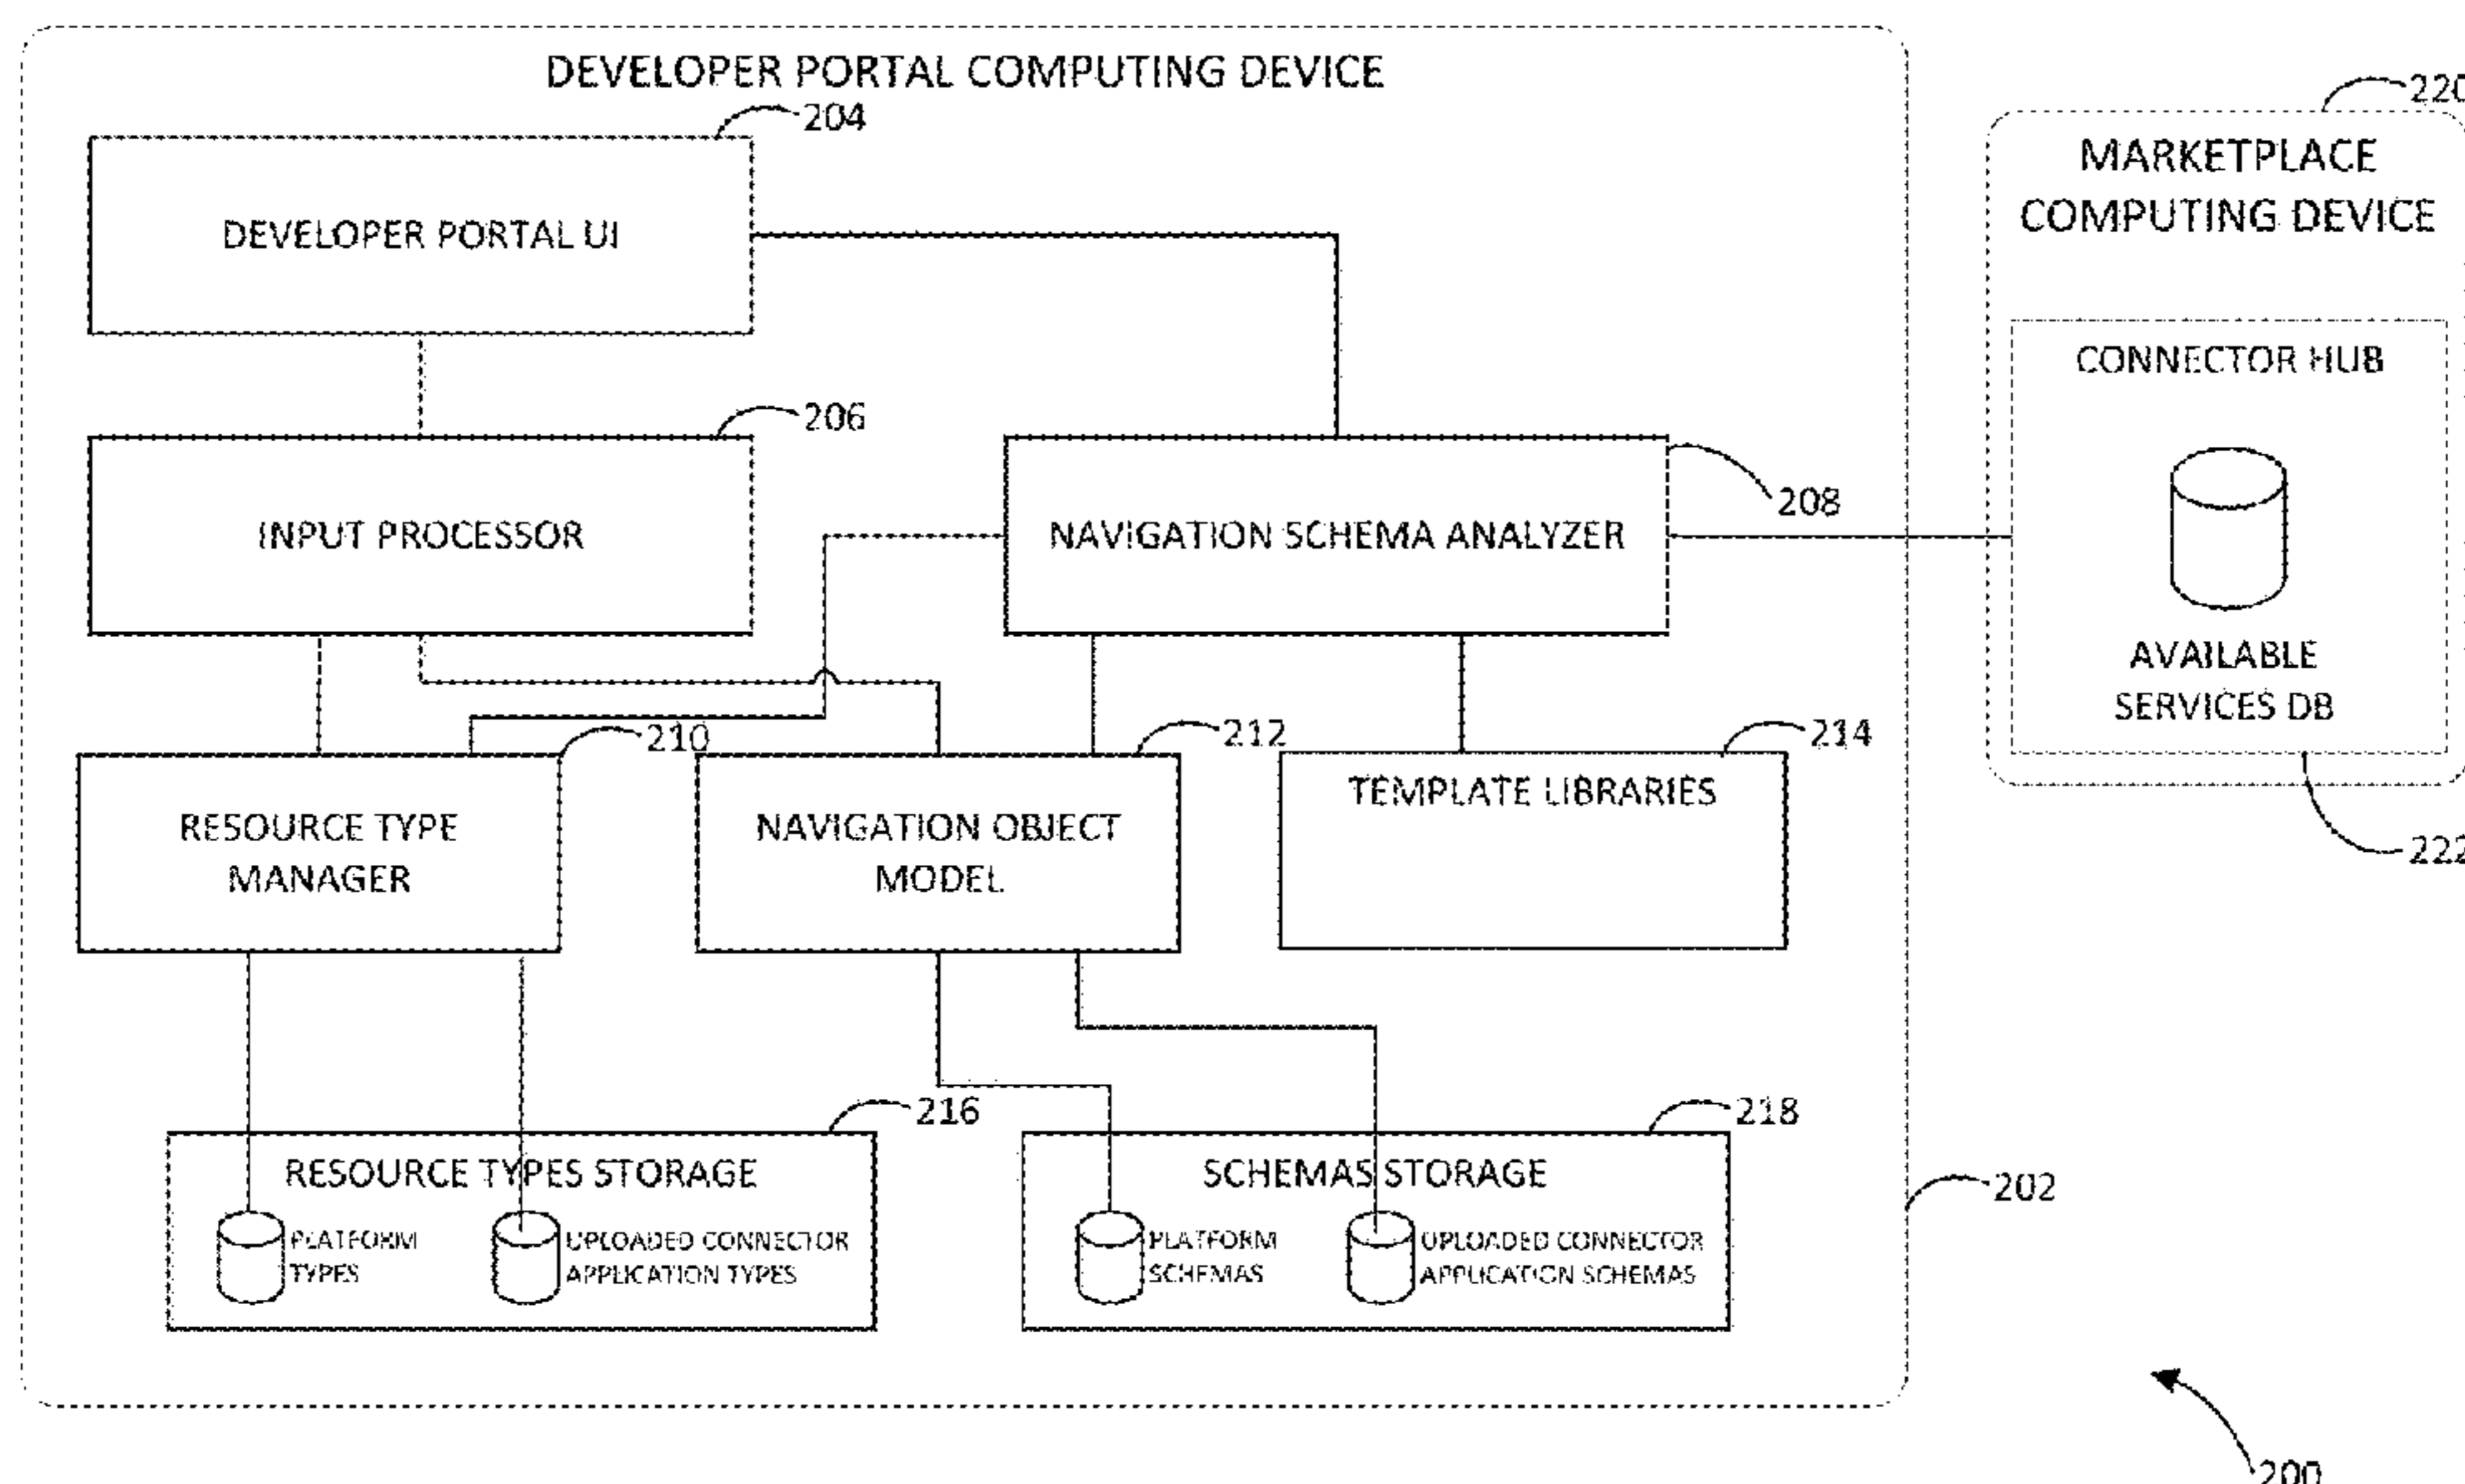 DEVELOPER PORTAL COMPUTING DEVICE
204
220
MARKETPLACE
COMPUTING DEVICE
DEVELOPER PORTAL UI
CONNECTOR HUB
206
208
INPUT PROCESSOR
NAVIGATION SCHEMA ANALYZER
AVAILABLE
SERVICES DB
210
212
214
222
RESOURCE TYPE
MANAGER
NAVIGATION OBJECT
MODEL
TEMPLATE LIBRARIES
216
218
202
RESOURCE TYPES STORAGE
PLATFORM
TYPES
UPLOADED CONNECTOR
APPLICATION TYPES
SCHEMAS STORAGE
PLATFORM
SCHEMAS
UPLOADED CONNECTOR
APPLICATION SCHEMAS
200